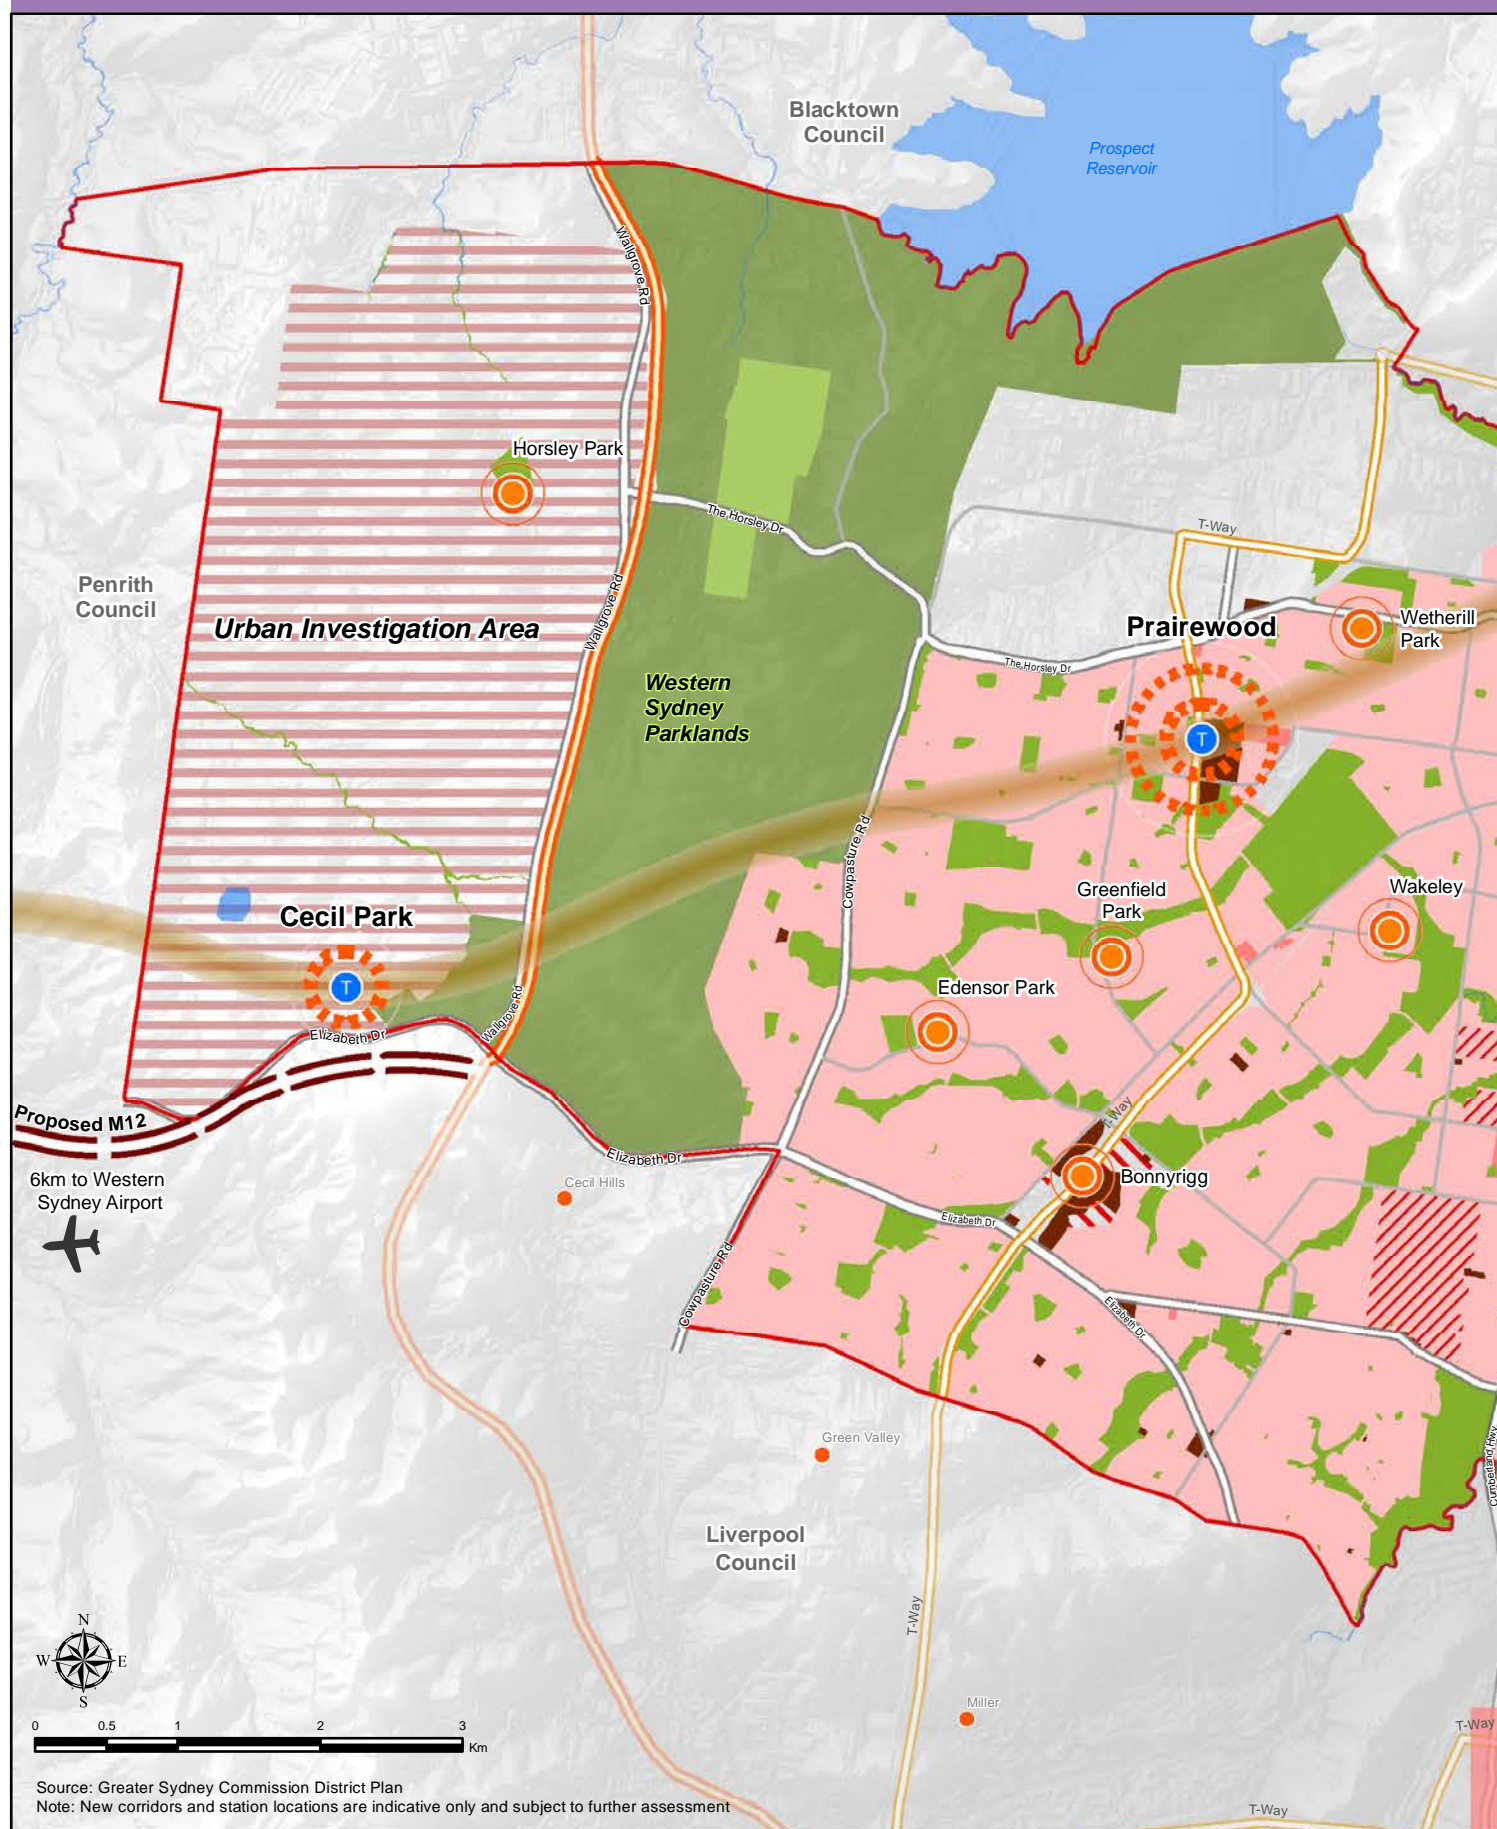 Blacktown
Council
Prospect
Reservoir
Wallgrove Rd
Horsley Park
The Horsley Dr
T-Way
Penrith
Council
Urban Investigation Area
Wallgrove Rd
Prairewood
Wetherill
Park
The Horsley Dr
Western
Sydney
Parklands
T
Cowpasture Rd
Greenfield
Park
Wakeley
Cecil Park
T
Edensor Park
Wallgrove Rd
Elizabeth Dr
Proposed M12
T-Way
Elizabeth Dr
6km to Western
Sydney Airport
Cecil Hills
Bonnyrigg
Elizabeth Dr
Cowpasture Rd
Elizabeth Dr
Green Valley
Cumberland Hwy
Liverpool
Council
T-Way
N
W
E
S
Miller
T-Way
0
0.5
1
2
3
Km
Source: Greater Sydney Commission District Plan
Note: New corridors and station locations are indicative only and subject to further assessment
T-Way